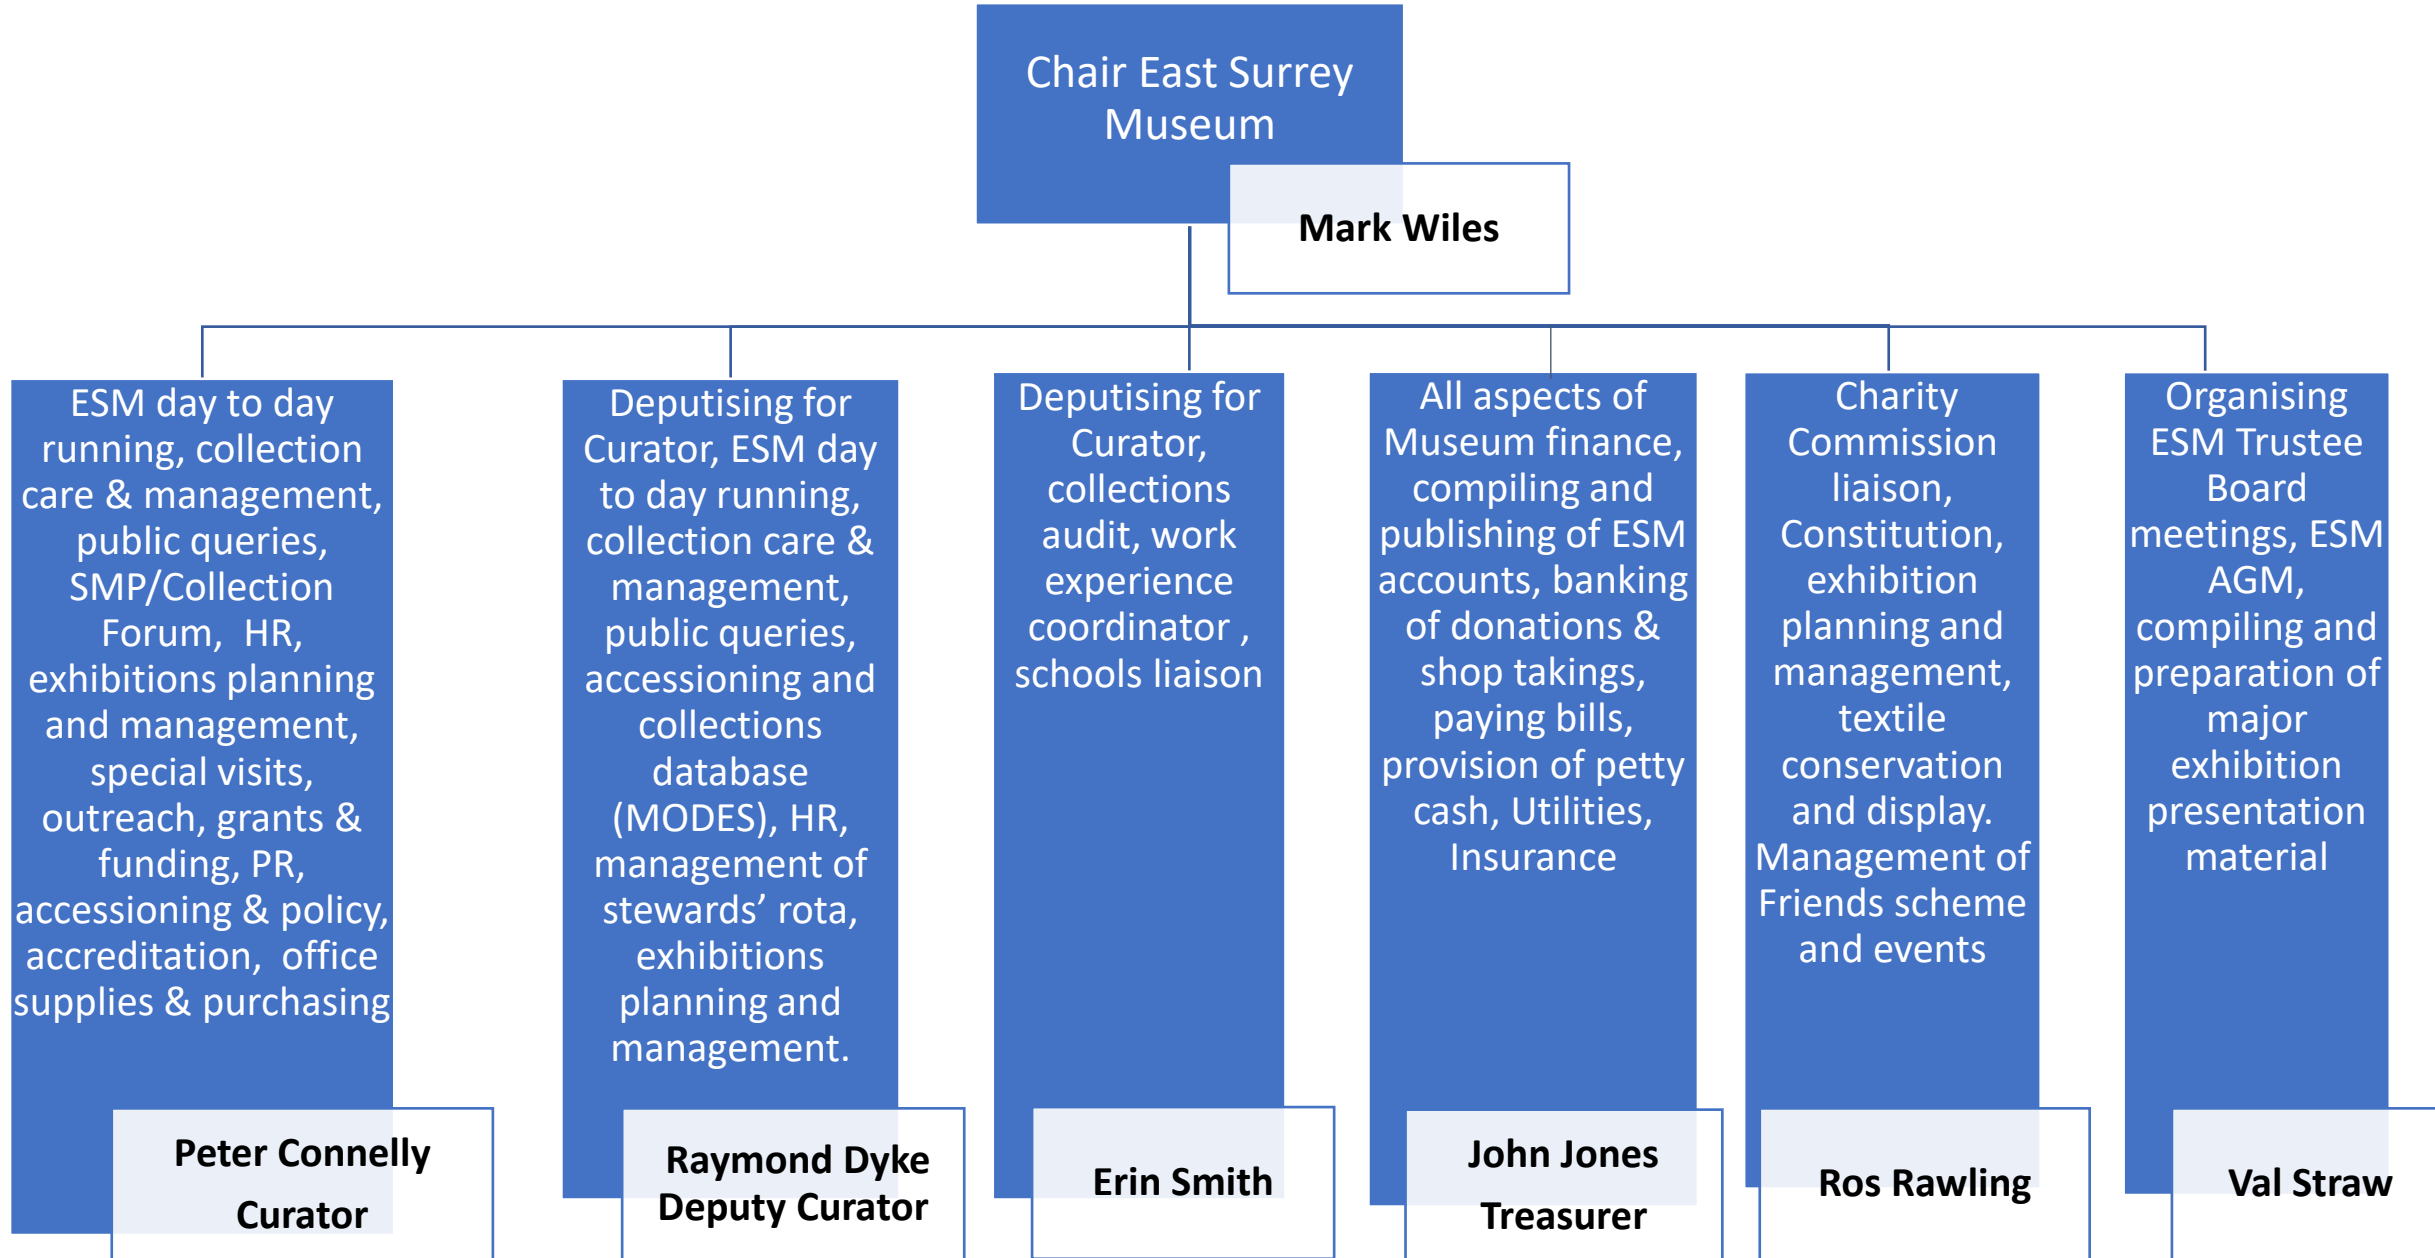 Chair East Surrey
Museum
Mark Wiles
ESM day to day
running, collection
care & management,
public queries,
SMP/Collection
Forum, HR,
exhibitions planning
and management,
special visits,
outreach, grants &
funding, PR,
accessioning & policy,
accreditation, office
supplies & purchasing
Peter Connelly
Curator
Deputising for
Curator, ESM day
to day running,
collection care &
management,
public queries,
accessioning and
collections
database
(MODES), HR,
management of
stewards’ rota,
exhibitions
planning and
management.
Raymond Dyke
Deputy Curator
Deputising for
Curator,
collections
audit, work
experience
coordinator ,
schools liaison
Erin Smith
All aspects of
Museum finance,
compiling and
publishing of ESM
accounts, banking
of donations &
shop takings,
paying bills,
provision of petty
cash, Utilities,
Insurance
John Jones
Treasurer
Charity
Commission
liaison,
Constitution,
exhibition
planning and
management,
textile
conservation
and display.
Management of
Friends scheme
and events
Ros Rawling
Organising
ESM Trustee
Board
meetings, ESM
AGM,
compiling and
preparation of
major
exhibition
presentation
material
Val Straw